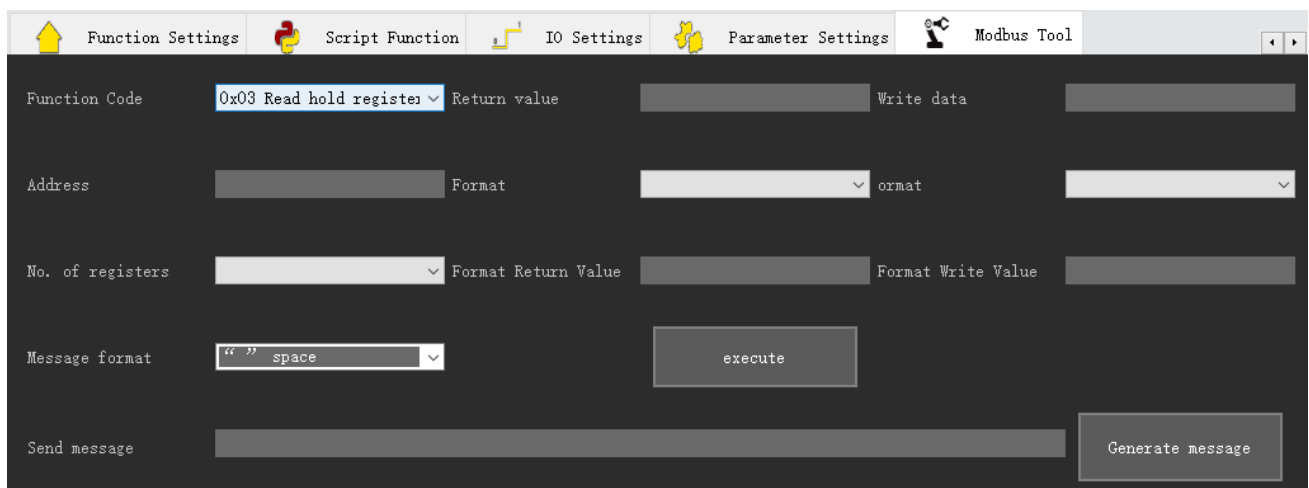 Function Settings Script Function IO Settings Parameter Settings Modbus Tool
Function Code 0x03 Read hold register Return value Write data
Address Format ormat
No. of registers Format Return Value Format Write Value
Message format “ ” space execute
Send message Generate message